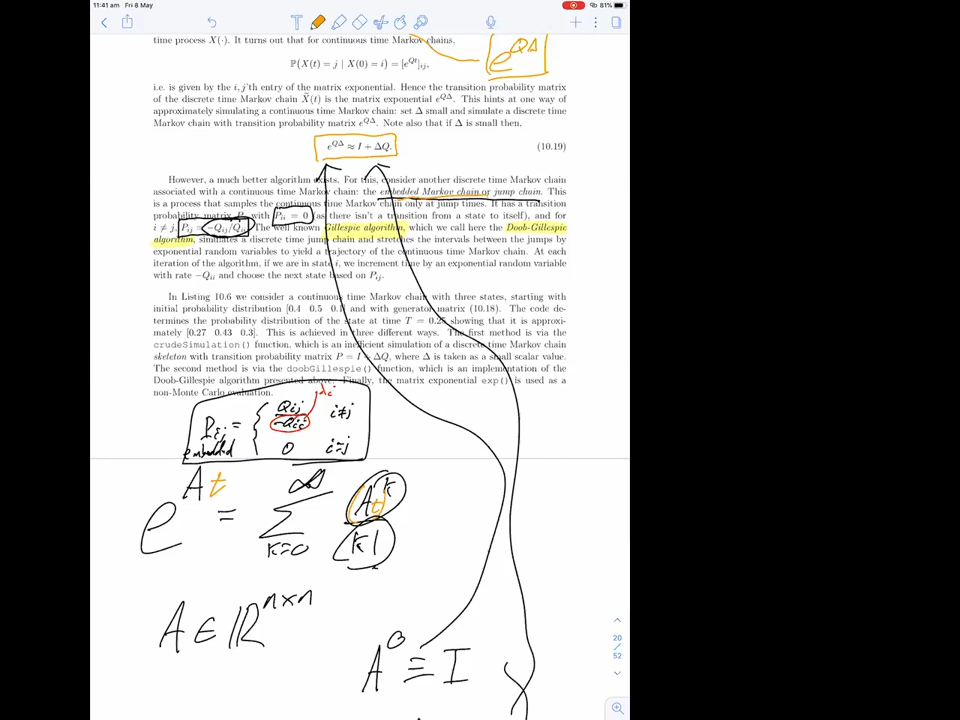 11:41 am Fri 8 May
81%
time process X(·). It turns out that for continuous time Markov chains,
ℙ(X(t) = j | X(0) = i) = [e^{Qt}]_{ij},
e^{QΔ}
i.e. is given by the i, j'th entry of the matrix exponential. Hence the transition probability matrix
of the discrete time Markov chain X̃(t) is the matrix exponential e^{QΔ}. This hints at one way of
approximately simulating a continuous time Markov chain: set Δ small and simulate a discrete time
Markov chain with transition probability matrix e^{QΔ}. Note also that if Δ is small then,
e^{QΔ} ≈ I + ΔQ. (10.19)
However, a much better algorithm exists. For this, consider another discrete time Markov chain
associated with a continuous time Markov chain: the embedded Markov chain or jump chain. This
is a process that samples the continuous time Markov chain only at jump times. It has a transition
probability matrix P, with P_{ii} = 0 (as there isn't a transition from a state to itself), and for
i ≠ j, P_{ij} = −Q_{ij}/Q_{ii}. The well known Gillespie algorithm, which we call here the Doob-Gillespie
algorithm, simulates a discrete time jump chain and stretches the intervals between the jumps by
exponential random variables to yield a trajectory of the continuous time Markov chain. At each
iteration of the algorithm, if we are in state i, we increment time by an exponential random variable
with rate −Q_{ii} and choose the next state based on P_{ij}.
In Listing 10.6 we consider a continuous time Markov chain with three states, starting with
initial probability distribution [0.4 0.5 0.1] and with generator matrix (10.18). The code de-
termines the probability distribution of the state at time T = 0.25 showing that it is approxi-
mately [0.27 0.43 0.3]. This is achieved in three different ways. The first method is via the
crudeSimulation() function, which is an inefficient simulation of a discrete time Markov chain
skeleton with transition probability matrix P = I + ΔQ, where Δ is taken as a small scalar value.
The second method is via the doobGillespie() function, which is an implementation of the
Doob-Gillespie algorithm presented above. Finally, the matrix exponential exp() is used as a
non-Monte Carlo evaluation.
λ_i
P_{ij} = { Q_{ij} / −Q_{ii} i≠j
embedded 0 i=j
e^{At} = Σ_{k=0}^{∞} (At)^k / k!
A ∈ ℝ^{n×n}
A^0 ≡ I
20
/
52